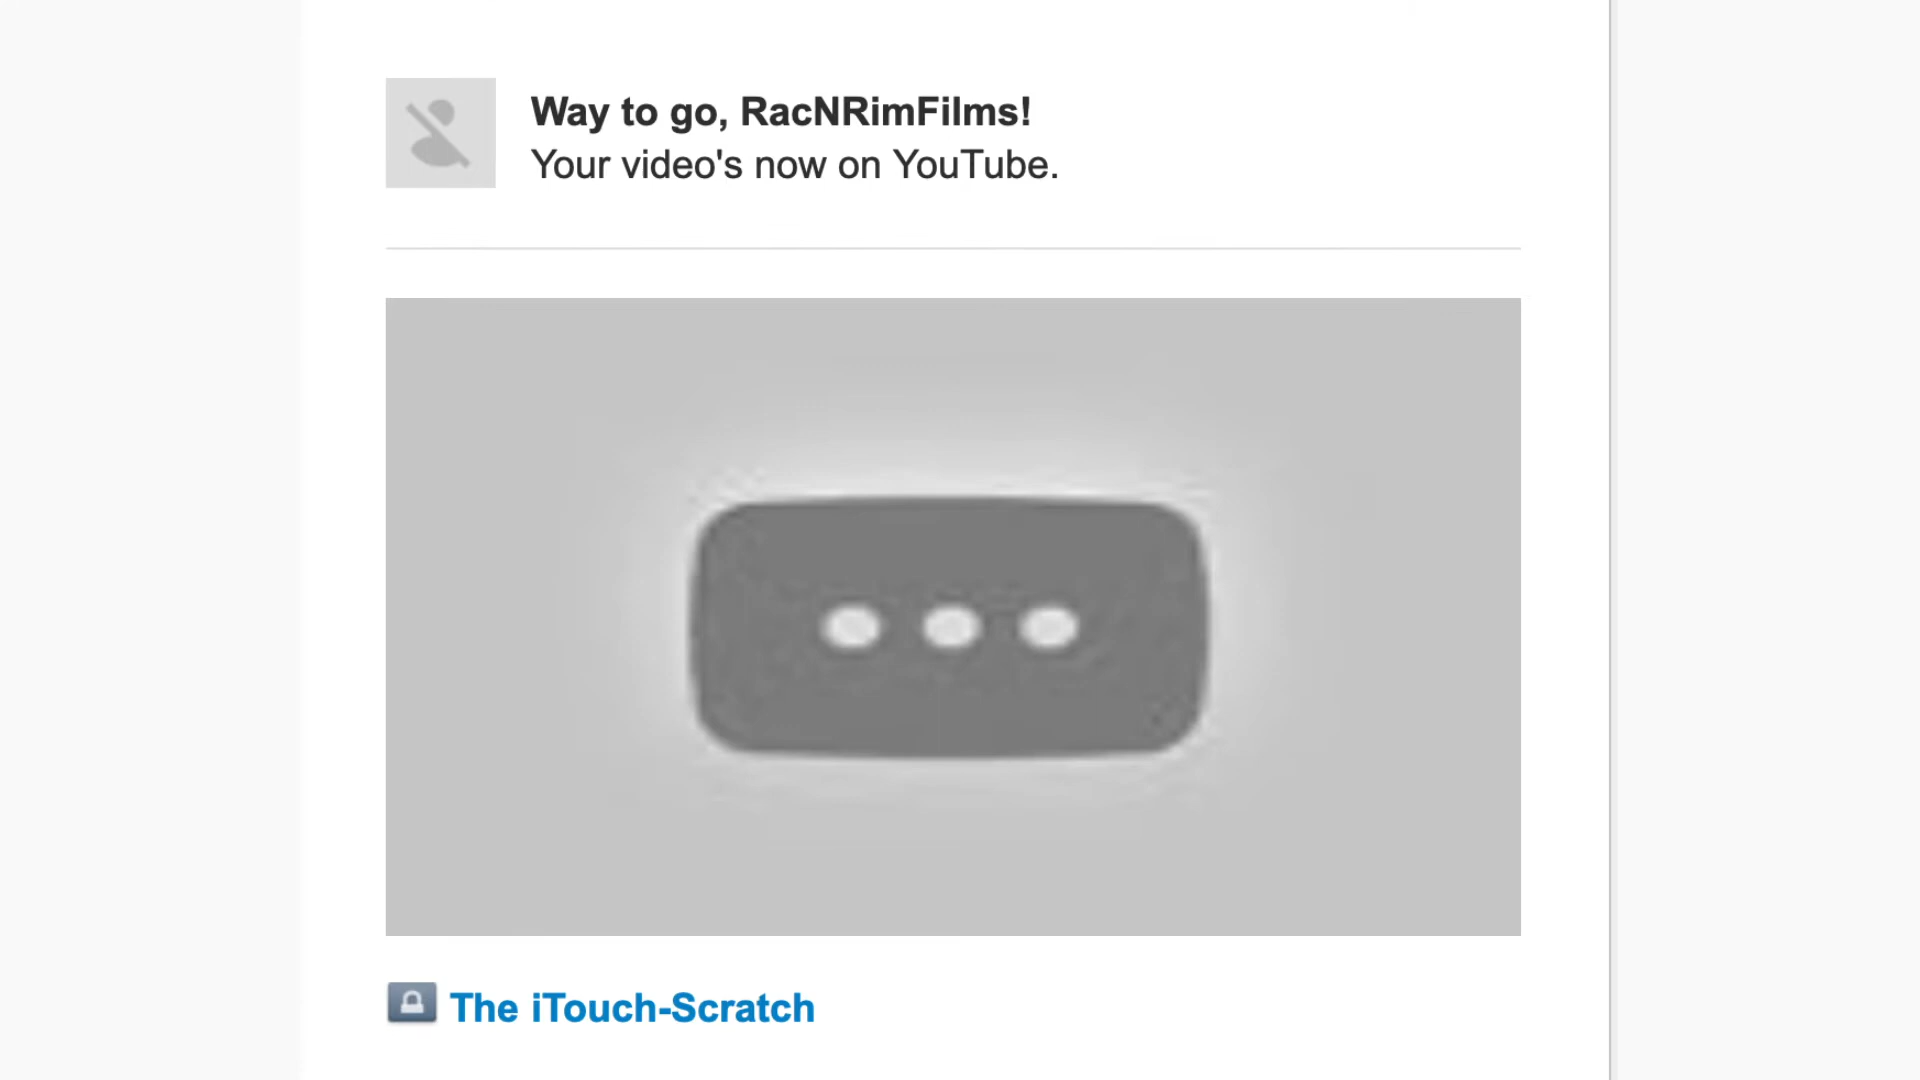 Way to go, RacNRimFilms!
Your video's now on YouTube.
The iTouch-Scratch